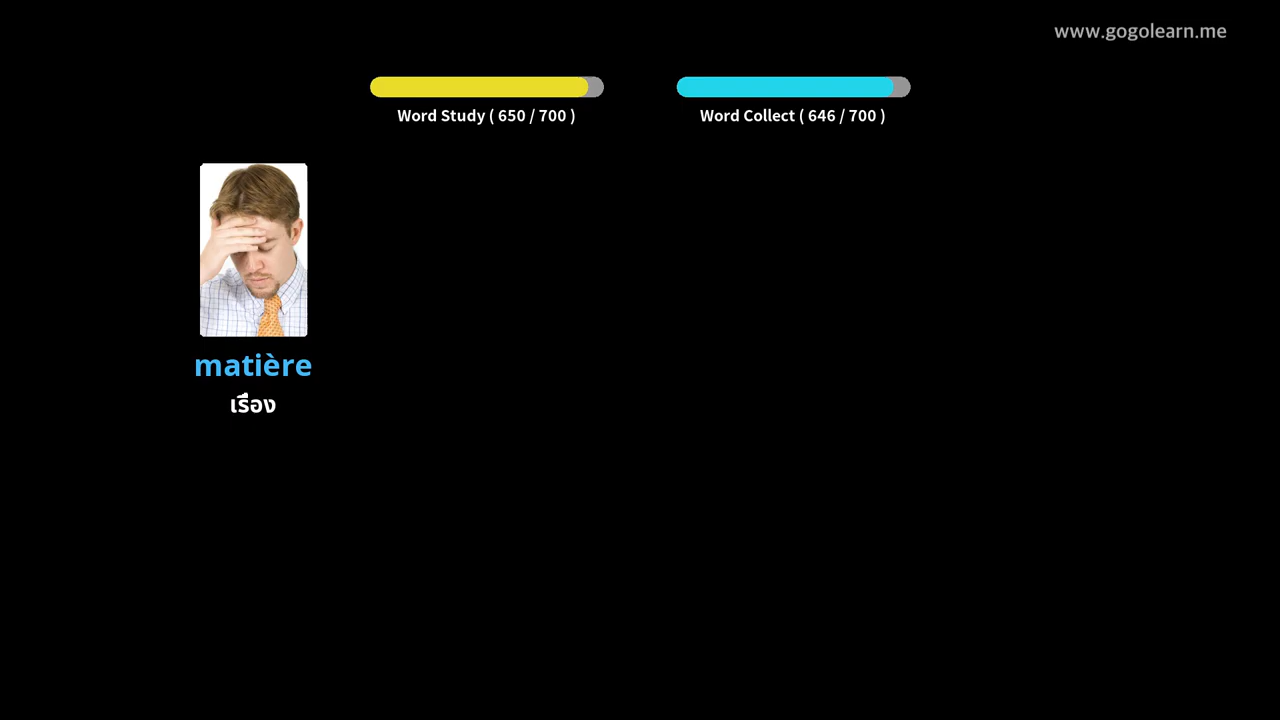 www.gogolearn.me
Word Study ( 650 / 700 )
Word Collect ( 646 / 700 )
matière
เรื่อง